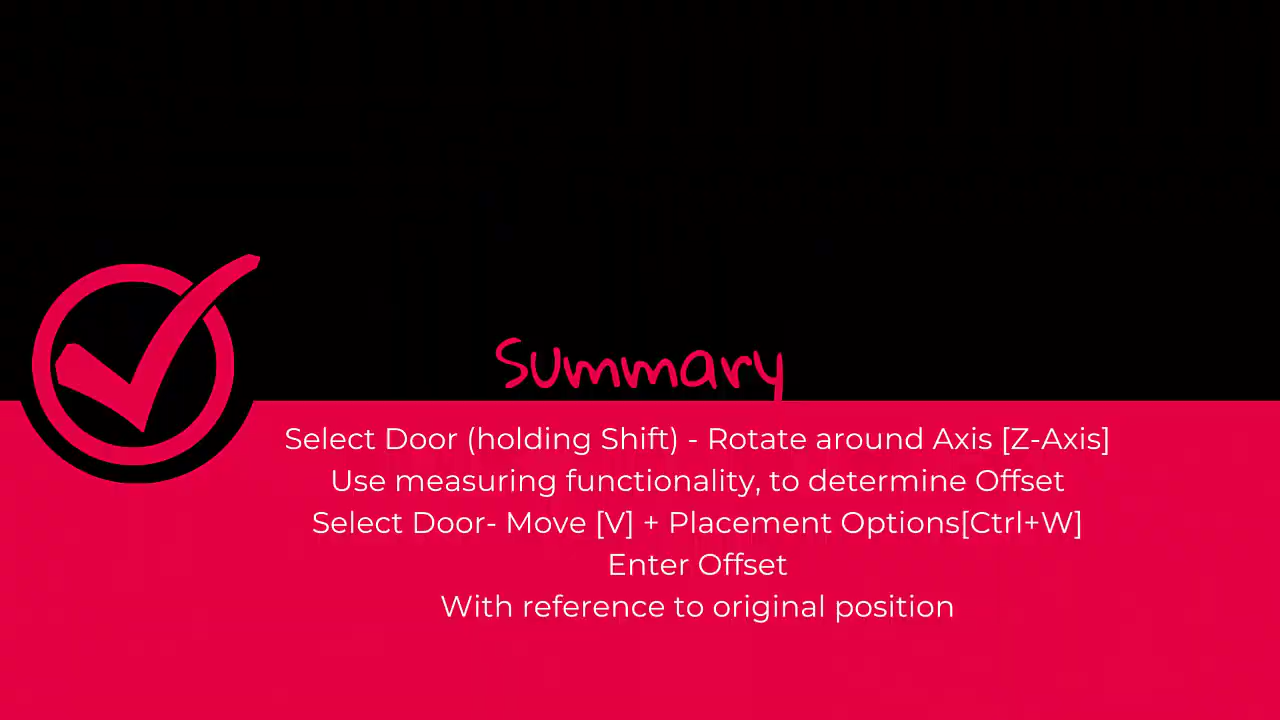 Summary
Select Door (holding Shift) - Rotate around Axis [Z-Axis]
Use measuring functionality, to determine Offset
Select Door- Move [V] + Placement Options[Ctrl+W]
Enter Offset
With reference to original position